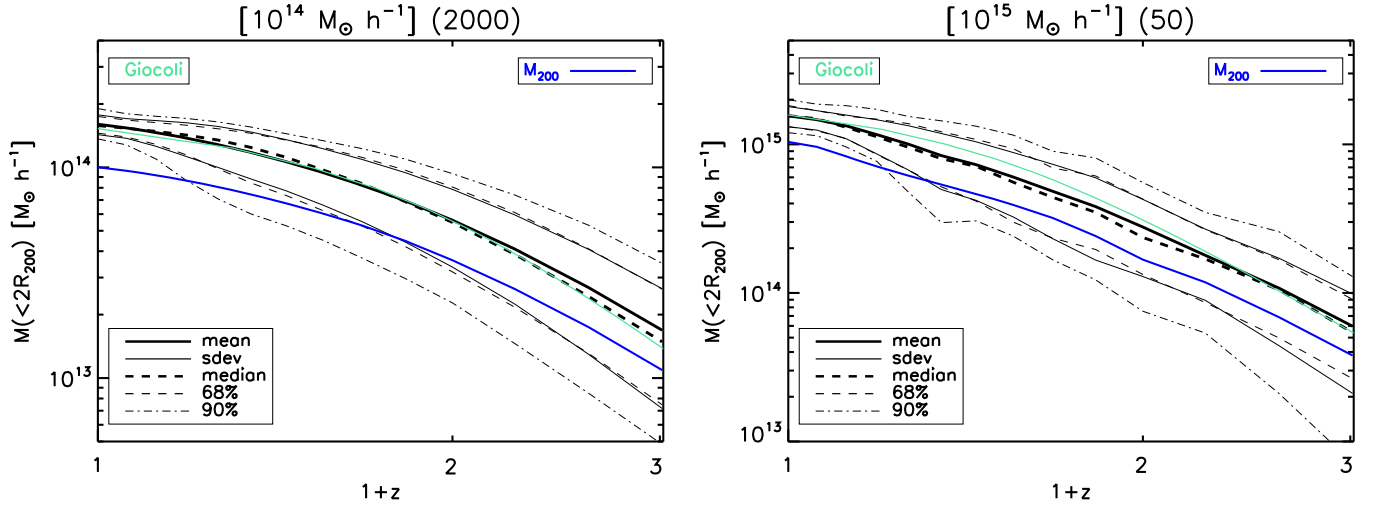 [10¹⁴ M☉ h⁻¹] (2000)
Giocoli
M₂₀₀
M(<2R₂₀₀) [M☉ h⁻¹]
10¹⁴
10¹³
mean
sdev
median
68%
90%
1
2
3
1+z
[10¹⁵ M☉ h⁻¹] (50)
Giocoli
M₂₀₀
M(<2R₂₀₀) [M☉ h⁻¹]
10¹⁵
10¹⁴
10¹³
mean
sdev
median
68%
90%
1
2
3
1+z